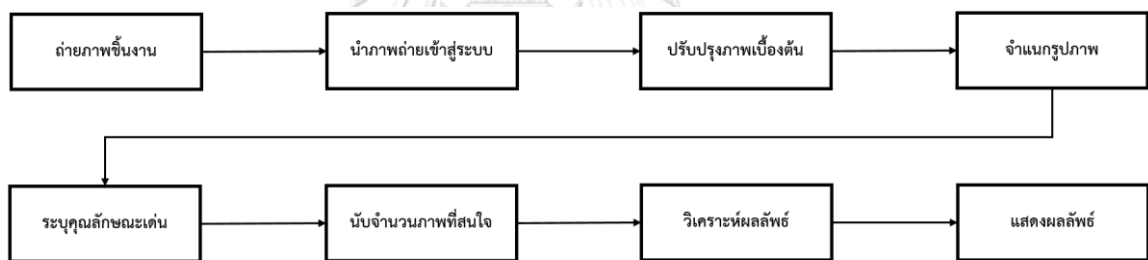 ถ่ายภาพชิ้นงาน
นำภาพถ่ายเข้าสู่ระบบ
ปรับปรุงภาพเบื้องต้น
จำแนกรูปภาพ
ระบุคุณลักษณะเด่น
นับจำนวนภาพที่สนใจ
วิเคราะห์ผลลัพธ์
แสดงผลลัพธ์